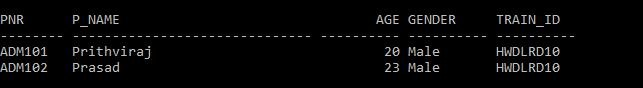 PNR P_NAME AGE GENDER TRAIN_ID
-------- ------------------------------ ---------- ---------- ----------
ADM101 Prithviraj 20 Male HWDLRD10
ADM102 Prasad 23 Male HWDLRD10